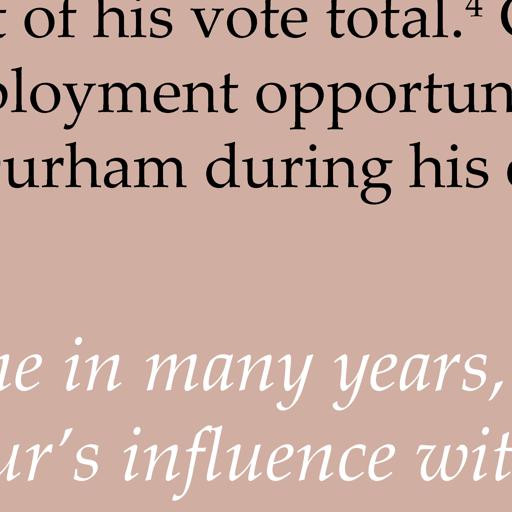 of his vote total.⁴
ployment opportun
urham during his
ne in many years,
ur’s influence wit